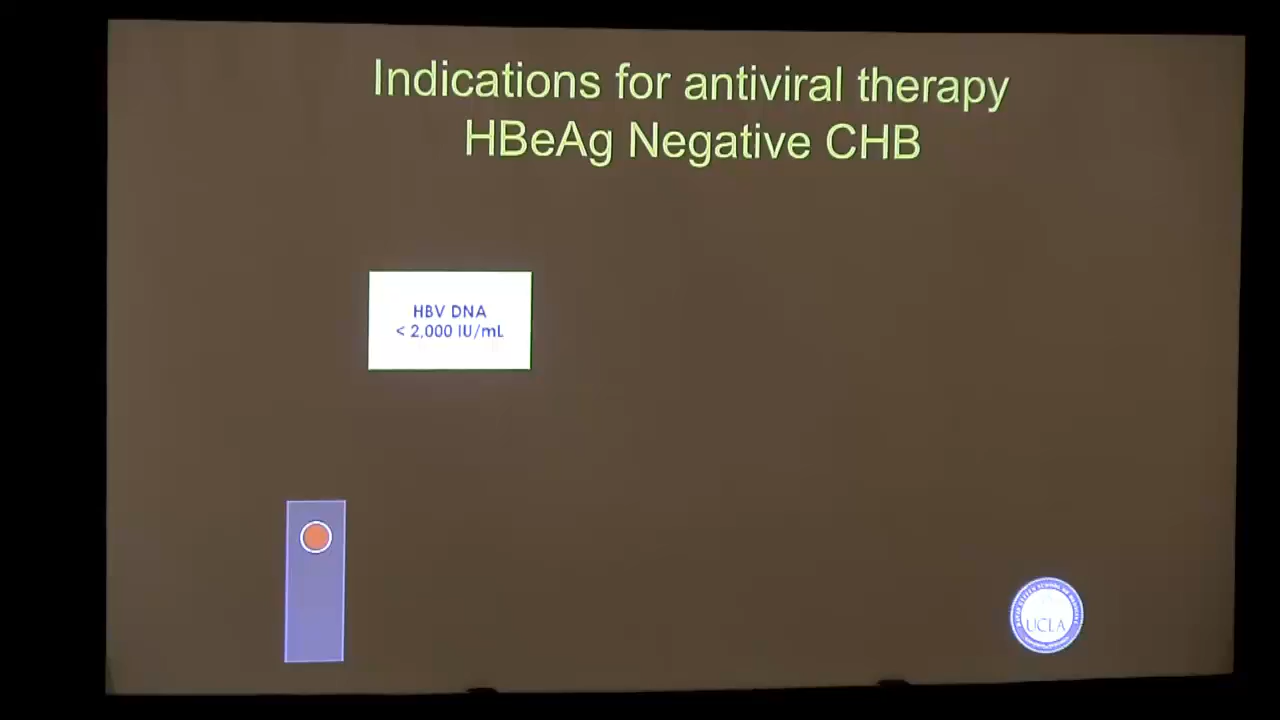 Indications for antiviral therapy
HBeAg Negative CHB
HBV DNA
< 2,000 IU/mL
UCLA